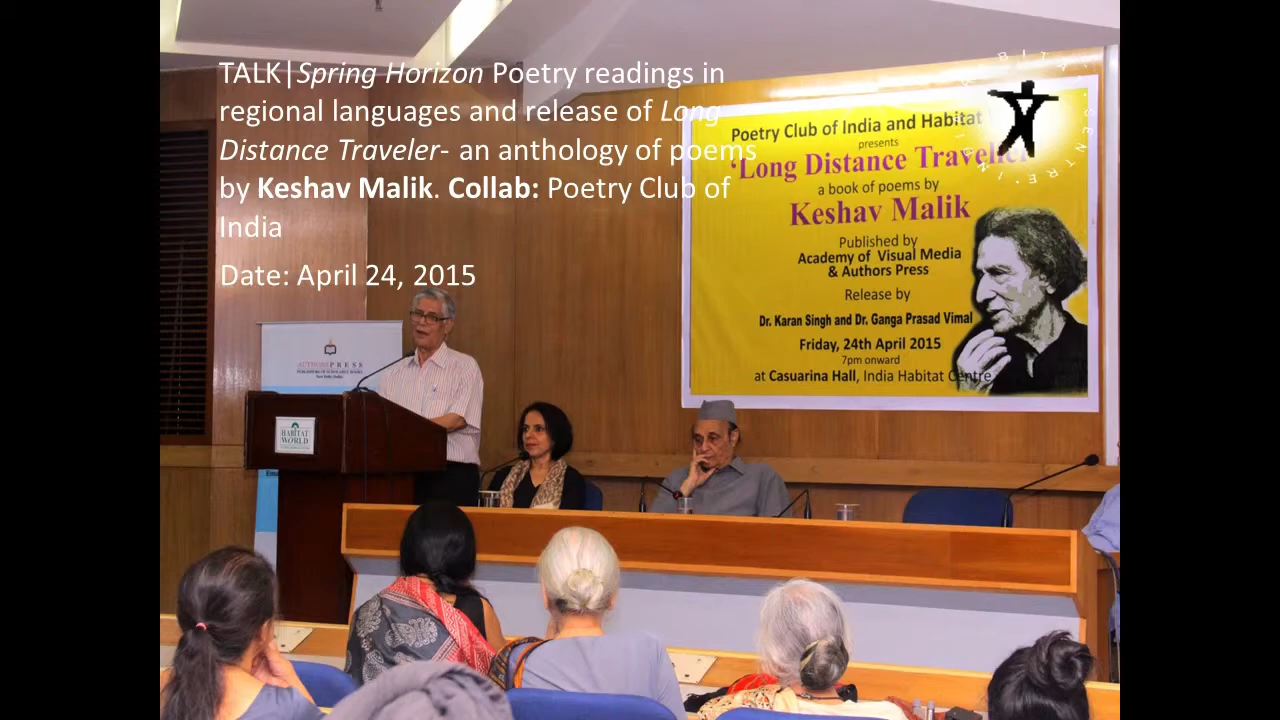 TALK|Spring Horizon Poetry readings in
regional languages and release of Long
Distance Traveler- an anthology of poems
by Keshav Malik. Collab: Poetry Club of
India
Date: April 24, 2015
Poetry Club of India and Habitat
presents
'Long Distance Traveller'
a book of poems by
Keshav Malik
Published by
Academy of Visual Media
& Authors Press
Release by
Dr. Karan Singh and Dr. Ganga Prasad Vimal
Friday, 24th April 2015
7pm onward
at Casuarina Hall, India Habitat Centre
AUTHORSPRESS
HABITAT
WORLD